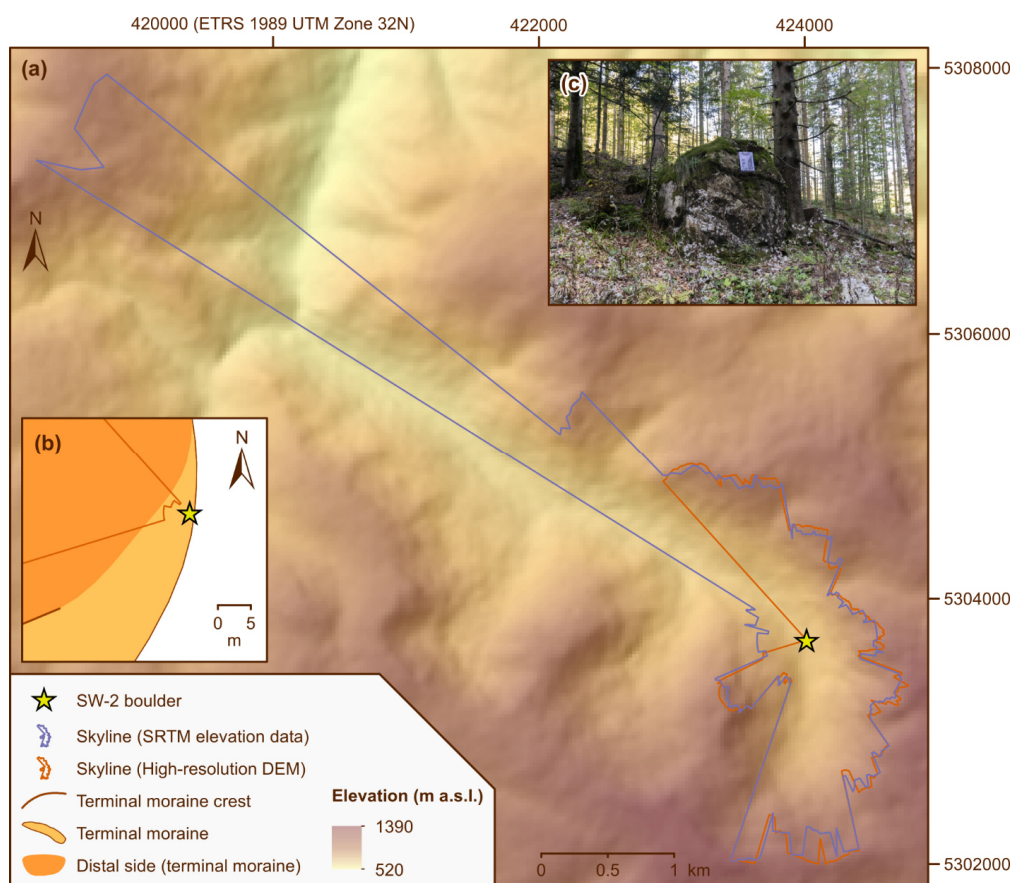 420000 (ETRS 1989 UTM Zone 32N)
422000
424000
(a)
(c)
5308000
N
5306000
(b)
N
0 5
m
5304000
SW-2 boulder
Skyline (SRTM elevation data)
Skyline (High-resolution DEM)
Terminal moraine crest
Terminal moraine
Distal side (terminal moraine)
Elevation (m a.s.l.)
1390
520
0 1
km
5302000